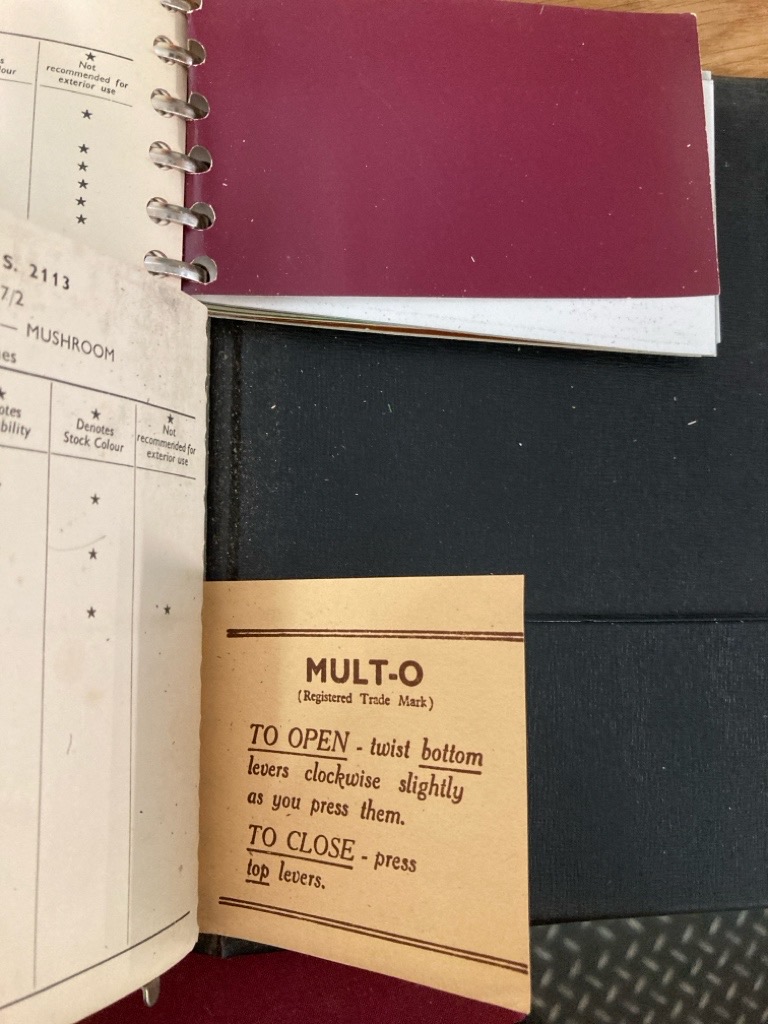 ★
Not
recommended for
exterior use
★
★
★
★
★
★
S. 2113
7/2
— MUSHROOM
★
★
Denotes
Stock Colour
★
Not
recommended for
exterior use
★
★
★ ★
MULT-O
(Registered Trade Mark)
TO OPEN - twist bottom
levers clockwise slightly
as you press them.
TO CLOSE - press
top levers.